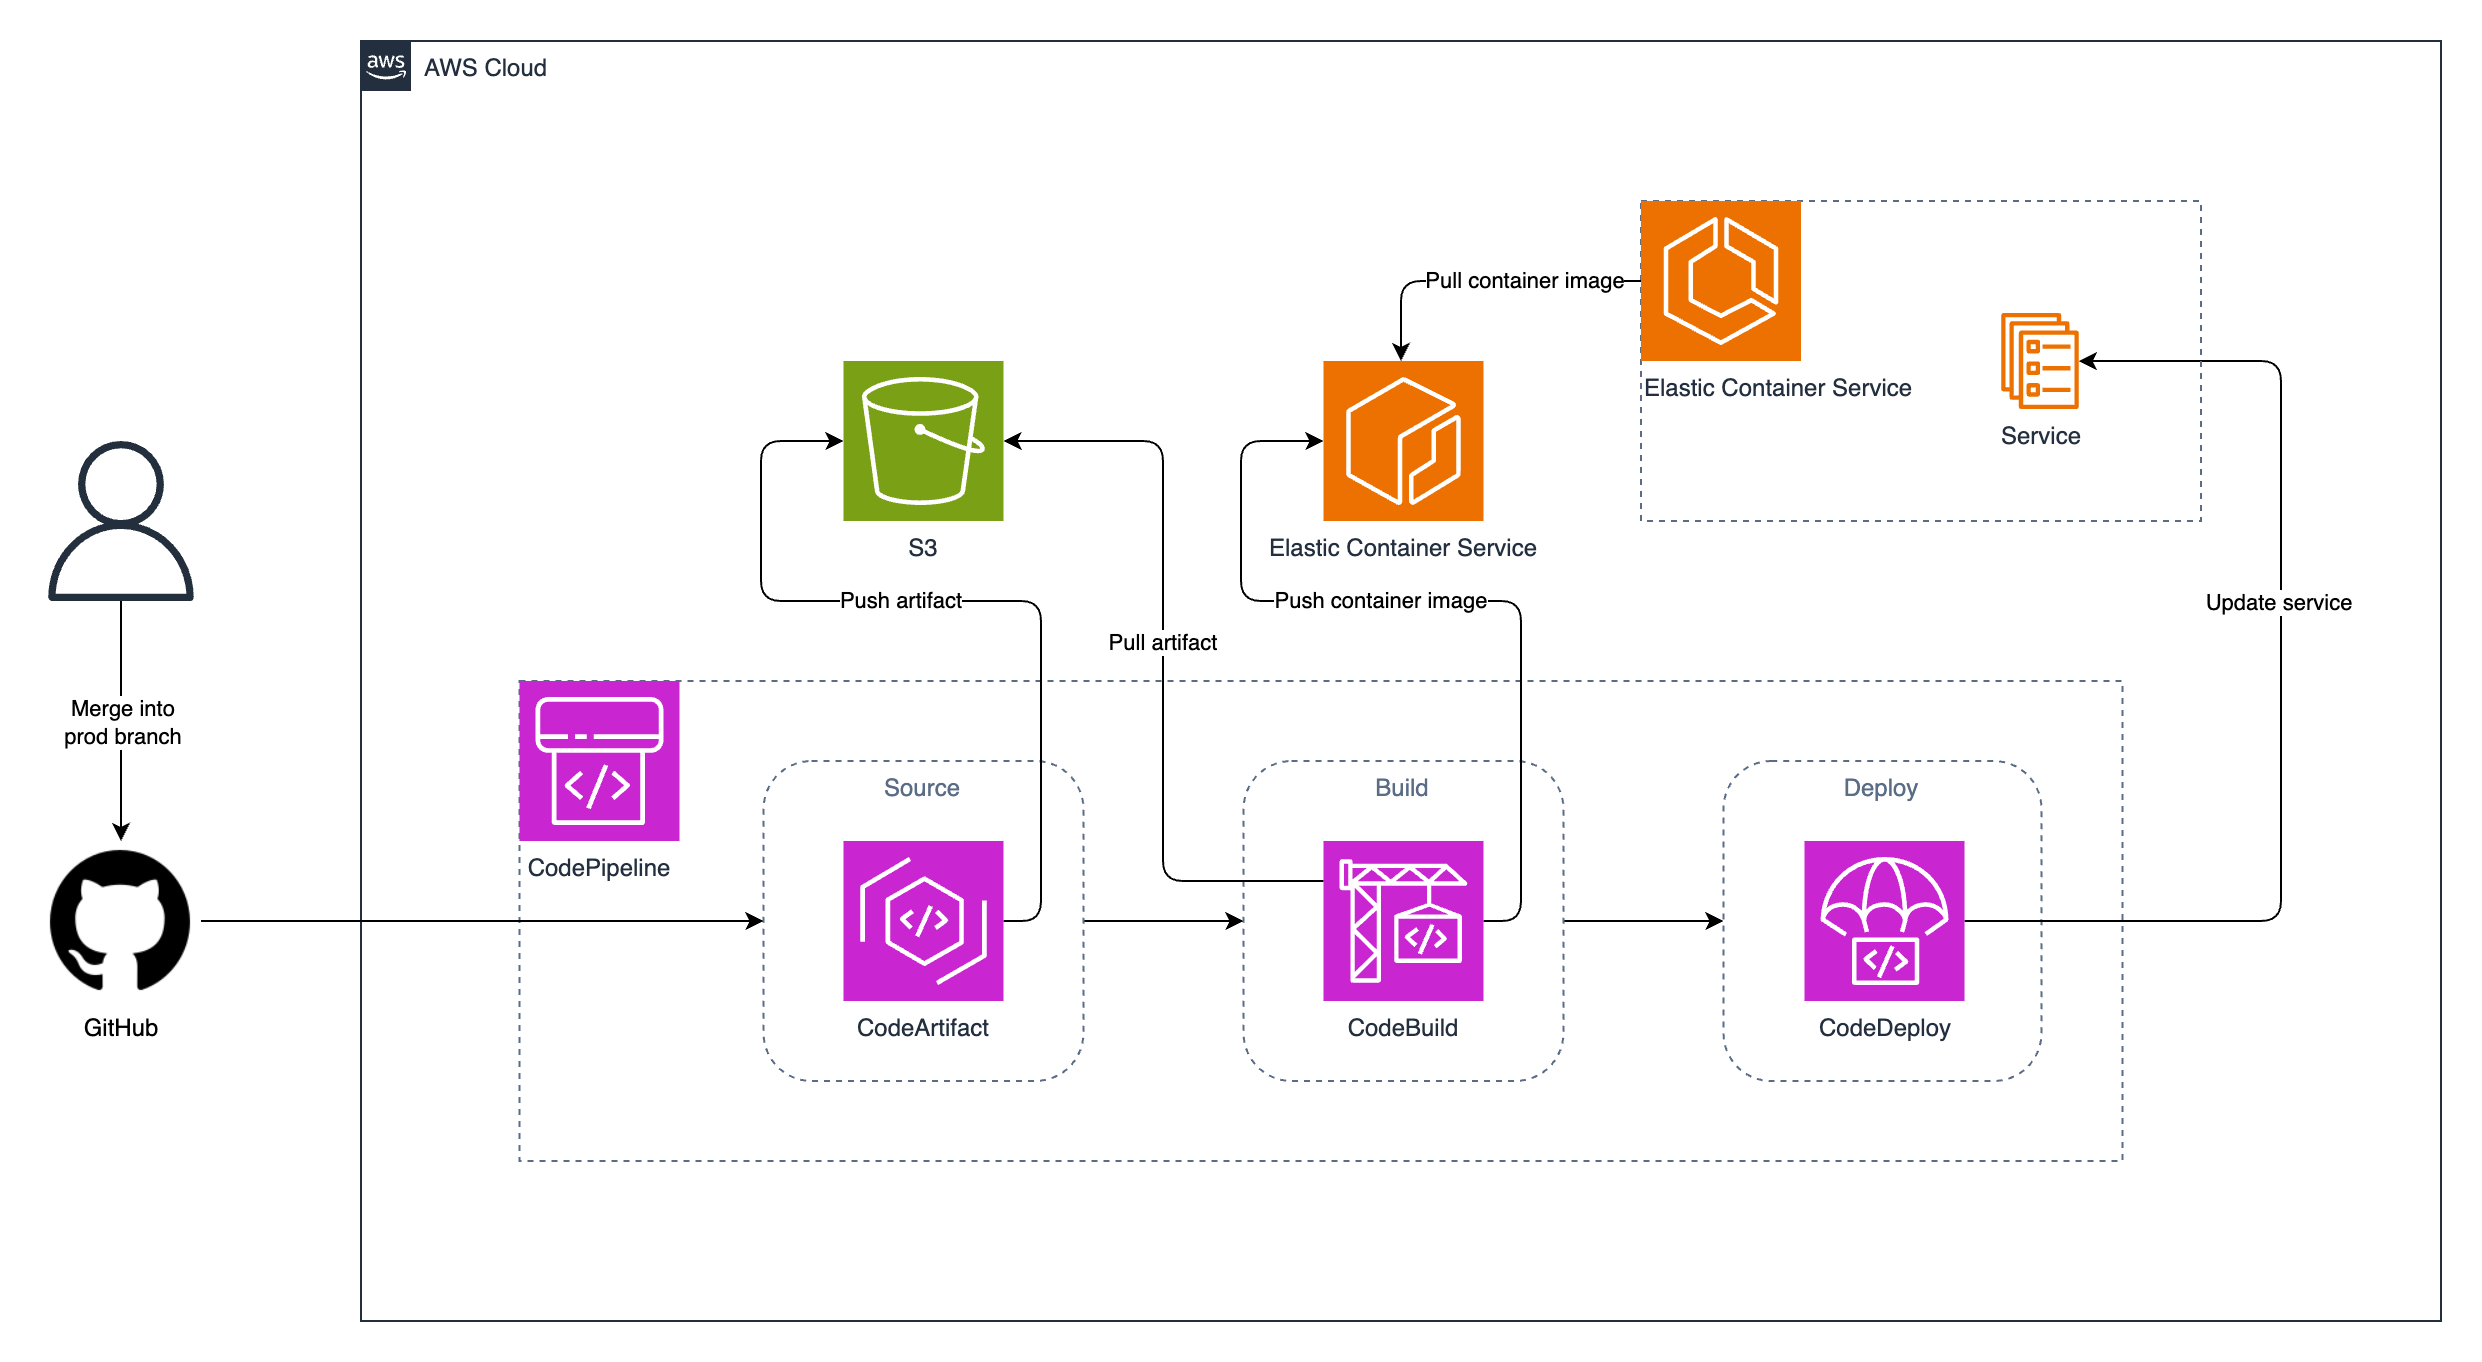 aws
AWS Cloud
Pull container image
Elastic Container Service
Service
S3
Elastic Container Service
Push artifact
Push container image
Update service
Pull artifact
Merge into
prod branch
Source
Build
Deploy
CodePipeline
</>
</>
</>
</>
GitHub
CodeArtifact
CodeBuild
CodeDeploy